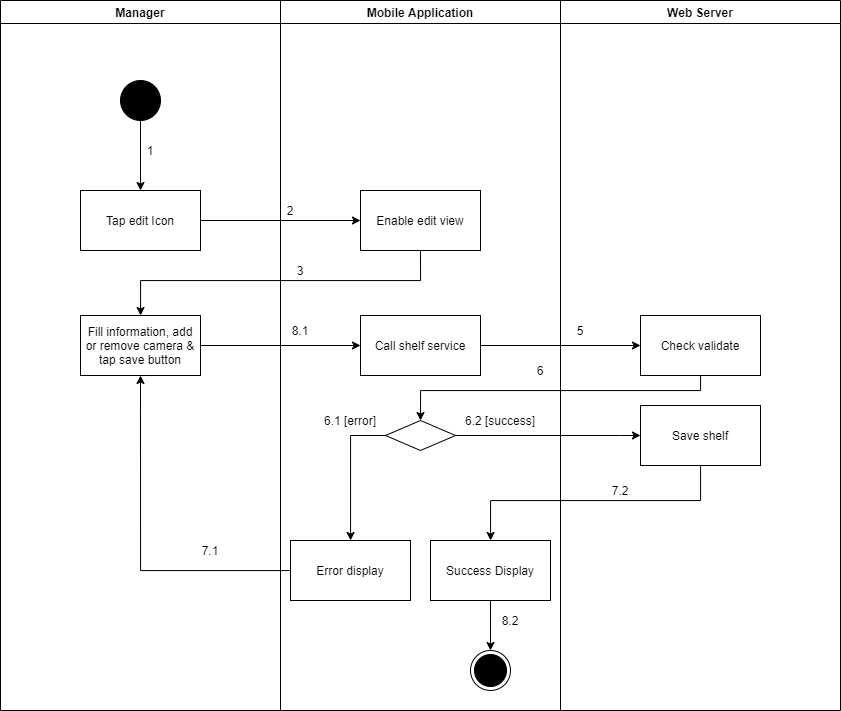 Manager
Mobile Application
Web Server
1
Tap edit Icon
2
Enable edit view
3
Fill information, add
or remove camera &
tap save button
8.1
Call shelf service
5
Check validate
6
6.1 [error]
6.2 [success]
Save shelf
7.2
7.1
Error display
Success Display
8.2